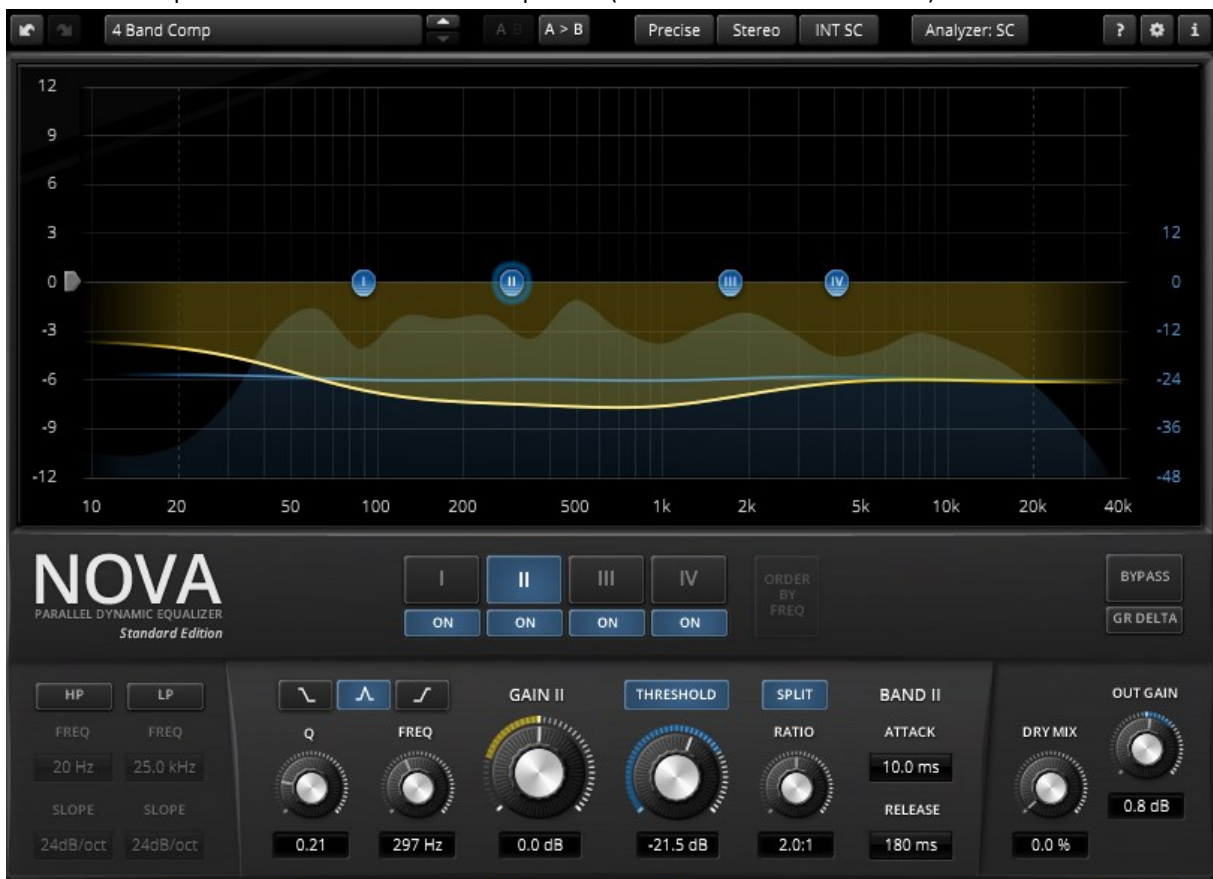 4 Band Comp
A B
A > B
Precise
Stereo
INT SC
Analyzer: SC
?
i
12
9
6
3
0
-3
-6
-9
-12
12
0
-12
-24
-36
-48
I
II
III
IV
10 20 50 100 200 500 1k 2k 5k 10k 20k 40k
NOVA
PARALLEL DYNAMIC EQUALIZER
Standard Edition
I II III IV
ON ON ON ON
ORDER
BY
FREQ
BYPASS
GR DELTA
HP LP
FREQ FREQ
20 Hz 25.0 kHz
SLOPE SLOPE
24dB/oct 24dB/oct
Q
0.21
FREQ
297 Hz
GAIN II
0.0 dB
THRESHOLD
-21.5 dB
SPLIT
RATIO
2.0:1
BAND II
ATTACK
10.0 ms
RELEASE
180 ms
DRY MIX
0.0 %
OUT GAIN
0.8 dB